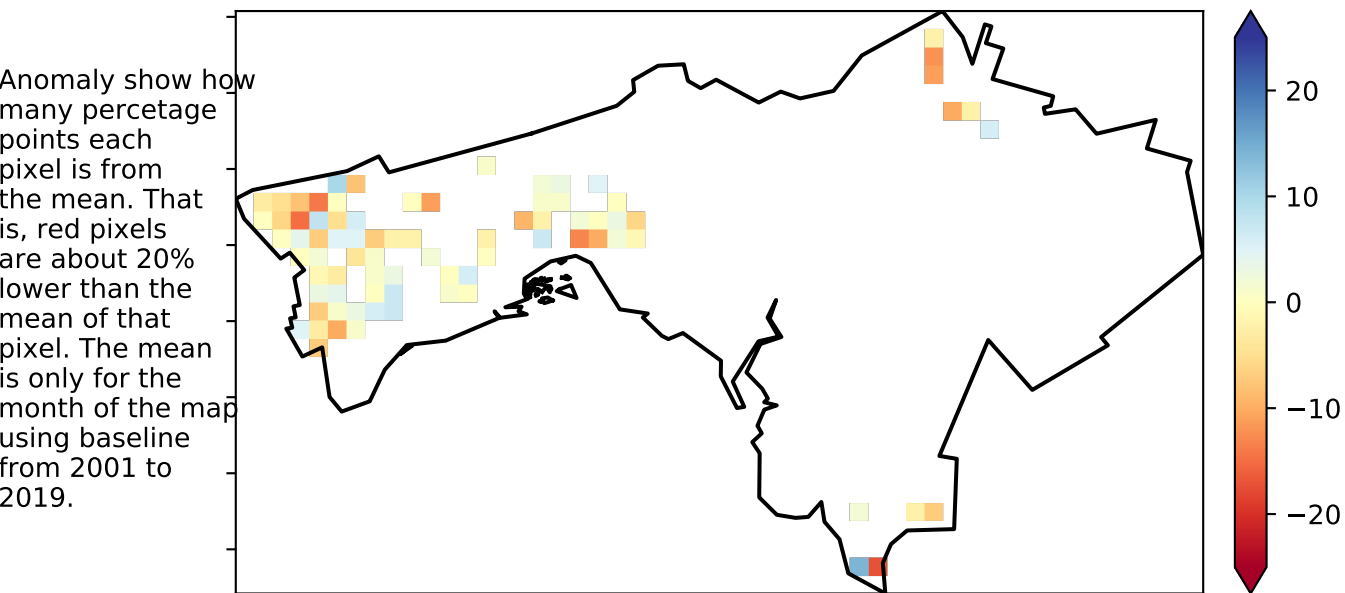 Anomaly show how
many percetage
points each
pixel is from
the mean. That
is, red pixels
are about 20%
lower than the
mean of that
pixel. The mean
is only for the
month of the map
using baseline
from 2001 to
2019.
20
10
0
−10
−20